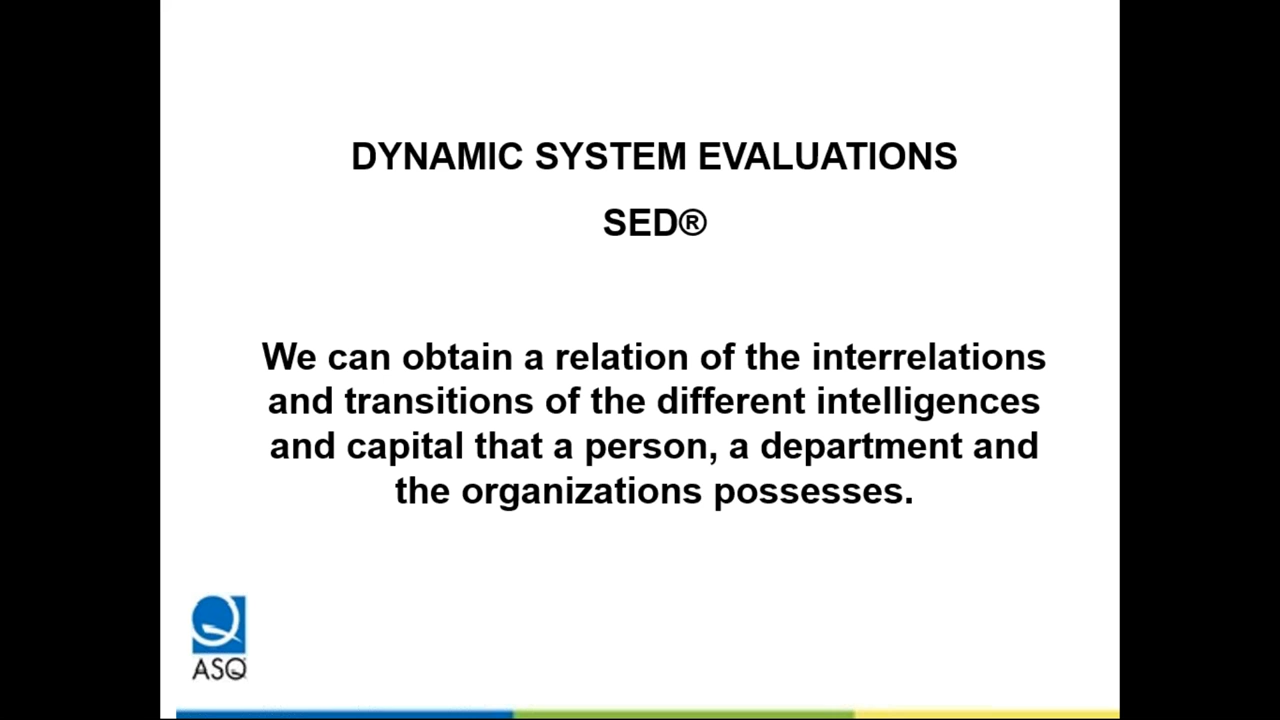 DYNAMIC SYSTEM EVALUATIONS
SED®
We can obtain a relation of the interrelations
and transitions of the different intelligences
and capital that a person, a department and
the organizations possesses.
ASQ